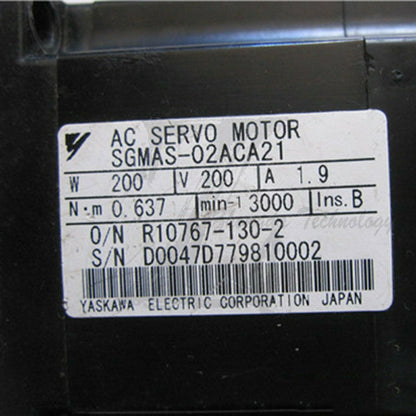 AC SERVO MOTOR
SGMAS-02ACA21
W 200 V 200 A 1.9
N·m 0.637 min-1 3000 Ins.B
O/N R10767-130-2
S/N D0047D779810002
YASKAWA ELECTRIC CORPORATION JAPAN
Technology